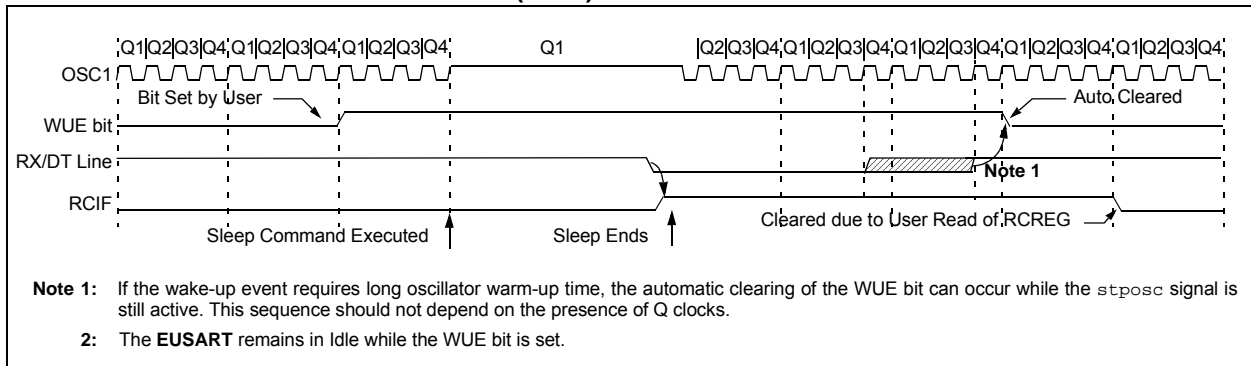 Q1|Q2|Q3|Q4 Q1|Q2|Q3|Q4 Q1|Q2|Q3|Q4 Q1 |Q2|Q3|Q4 Q1|Q2|Q3|Q4 Q1|Q2|Q3|Q4 Q1|Q2|Q3|Q4 Q1|Q2|Q3|Q4
OSC1
Bit Set by User Auto Cleared
WUE bit
RX/DT Line
Note 1
RCIF
Cleared due to User Read of RCREG
Sleep Command Executed Sleep Ends
Note 1: If the wake-up event requires long oscillator warm-up time, the automatic clearing of the WUE bit can occur while the stposc signal is
still active. This sequence should not depend on the presence of Q clocks.
2: The EUSART remains in Idle while the WUE bit is set.